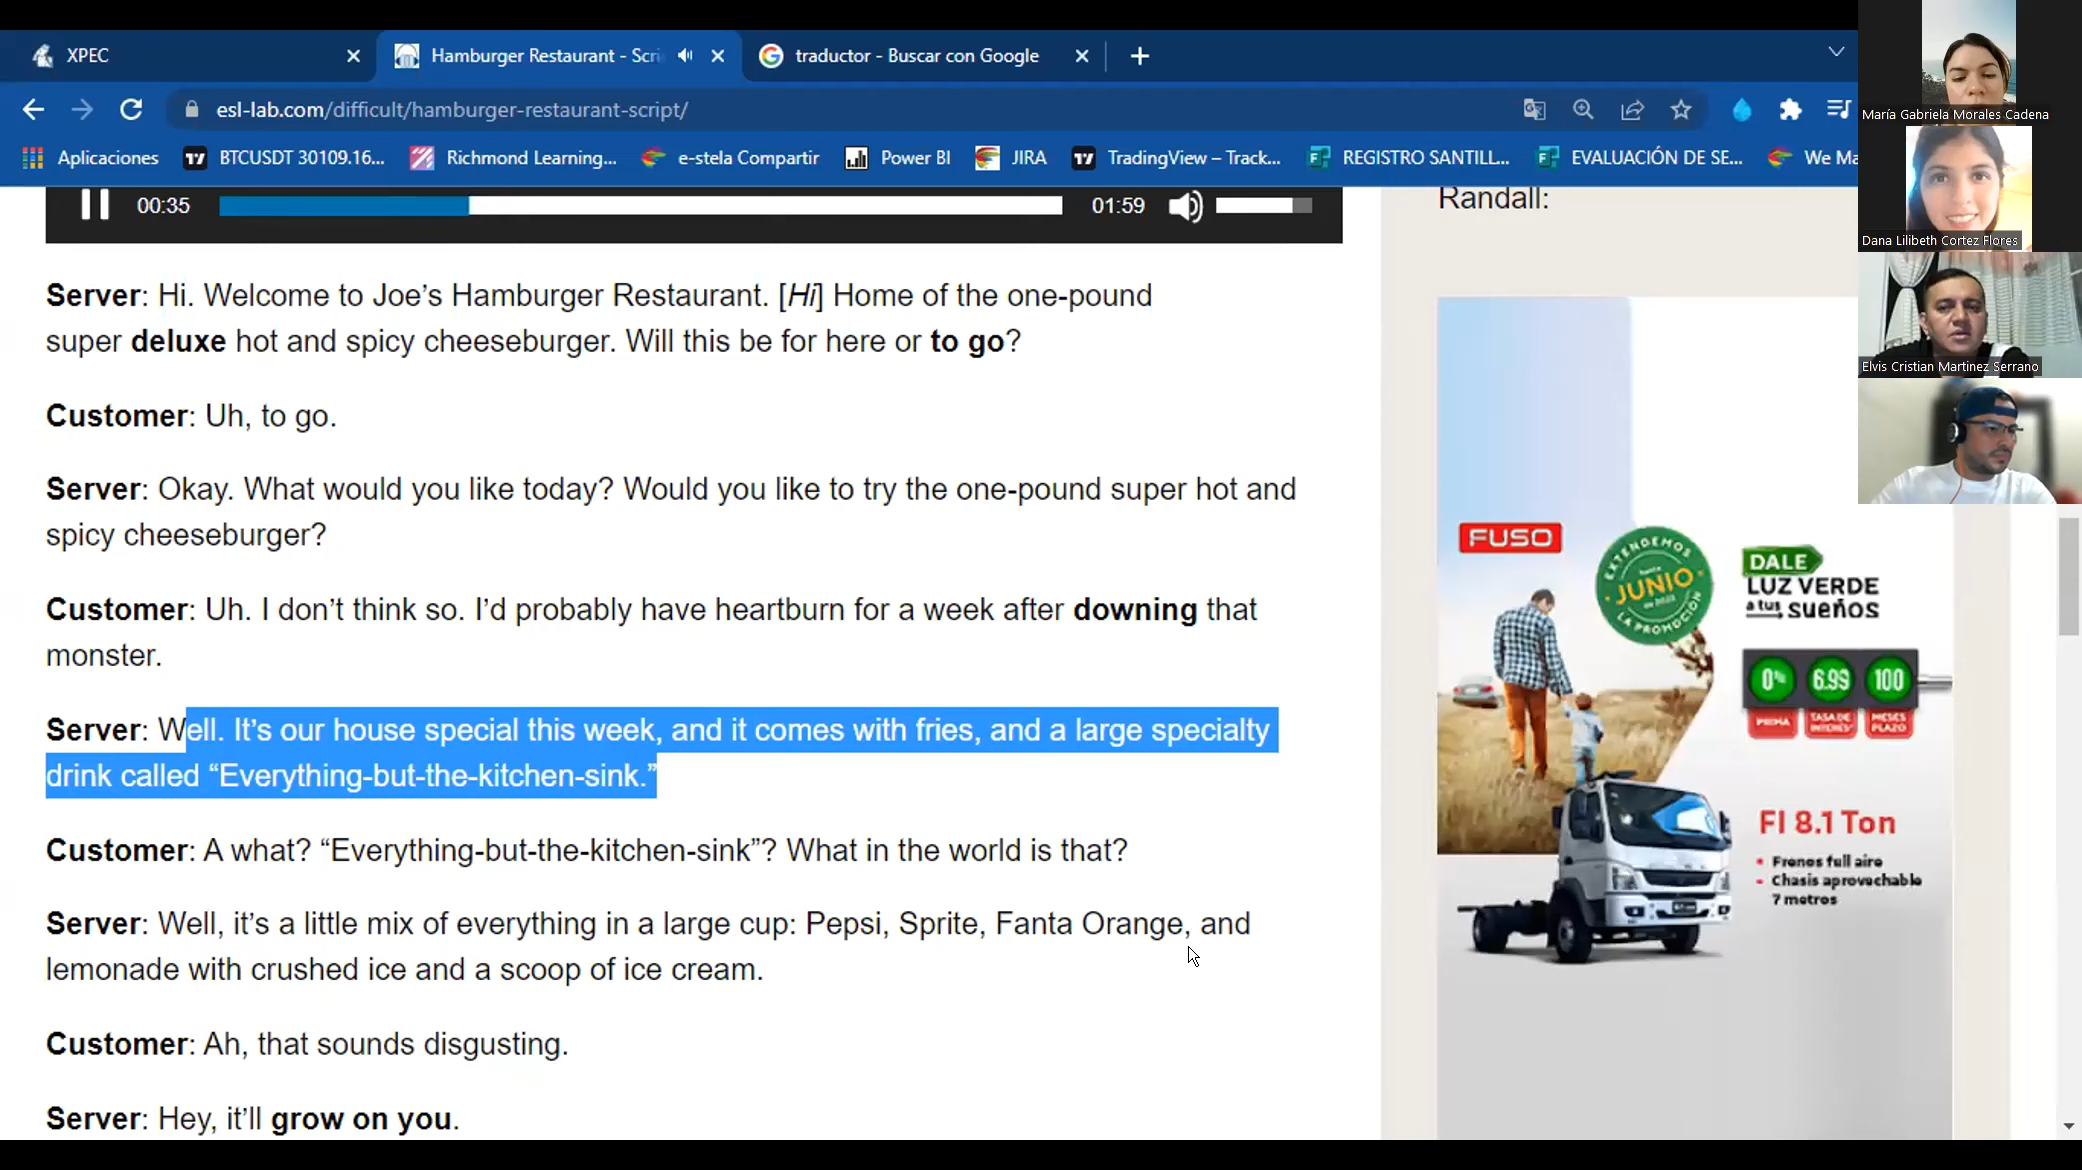 XPEC
Hamburger Restaurant - Scri
traductor - Buscar con Google
esl-lab.com/difficult/hamburger-restaurant-script/
Aplicaciones
BTCUSDT 30109.16...
Richmond Learning...
e-stela Compartir
Power BI
JIRA
TradingView – Track...
REGISTRO SANTILL...
EVALUACIÓN DE SE...
We Ma
00:35
01:59
Server: Hi. Welcome to Joe’s Hamburger Restaurant. [Hi] Home of the one-pound
super deluxe hot and spicy cheeseburger. Will this be for here or to go?
Customer: Uh, to go.
Server: Okay. What would you like today? Would you like to try the one-pound super hot and
spicy cheeseburger?
Customer: Uh. I don’t think so. I’d probably have heartburn for a week after downing that
monster.
Server: Well. It’s our house special this week, and it comes with fries, and a large specialty
drink called “Everything-but-the-kitchen-sink.”
Customer: A what? “Everything-but-the-kitchen-sink”? What in the world is that?
Server: Well, it’s a little mix of everything in a large cup: Pepsi, Sprite, Fanta Orange, and
lemonade with crushed ice and a scoop of ice cream.
Customer: Ah, that sounds disgusting.
Server: Hey, it’ll grow on you.
Randall:
FUSO
EXTENDEMOS
JUNIO
LA PROMOCIÓN
DALE
LUZ VERDE
a tus sueños
0%
6.99
100
PRIMA
TASA DE
INTERES*
MESES
PLAZO
FI 8.1 Ton
• Frenos full aire
• Chasis aprovechable
7 metros
María Gabriela Morales Cadena
Dana Lilibeth Cortez Flores
Elvis Cristian Martinez Serrano